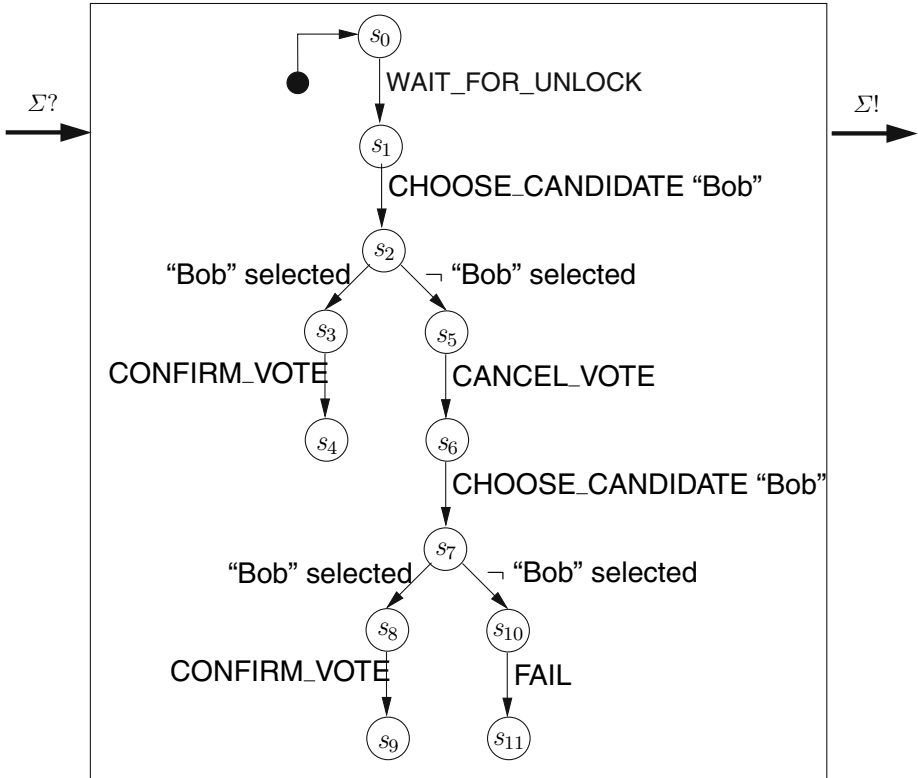 s0
WAIT_FOR_UNLOCK
Σ?
Σ!
s1
CHOOSE_CANDIDATE “Bob”
s2
“Bob” selected
¬ “Bob” selected
s3
s5
CONFIRM_VOTE
CANCEL_VOTE
s4
s6
CHOOSE_CANDIDATE “Bob”
s7
“Bob” selected
¬ “Bob” selected
s8
s10
CONFIRM_VOTE
FAIL
s9
s11